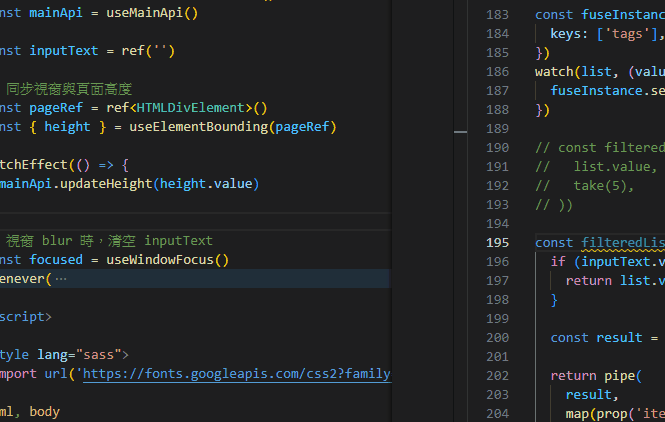 nst mainApi = useMainApi()
nst inputText = ref('')
同步視窗與頁面高度
nst pageRef = ref<HTMLDivElement>()
nst { height } = useElementBounding(pageRef)
tchEffect(() => {
mainApi.updateHeight(height.value)
視窗 blur 時，清空 inputText
nst focused = useWindowFocus()
enever(…
script>
tyle lang="sass">
mport url('https://fonts.googleapis.com/css2?family
ml, body
183 const fuseInstanc
184 keys: ['tags'],
185 })
186 watch(list, (valu
187 fuseInstance.se
188 })
189
190 // const filtered
191 // list.value,
192 // take(5),
193 // ))
194
195 const filteredLis
196 if (inputText.v
197 return list.v
198 }
199
200 const result =
201
202 return pipe(
203 result,
204 map(prop('ite